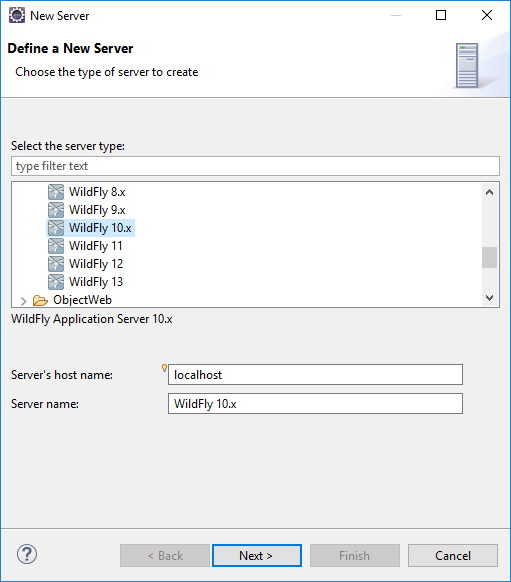 New Server
Define a New Server
Choose the type of server to create
Select the server type:
type filter text
WildFly 8.x
WildFly 9.x
WildFly 10.x
WildFly 11
WildFly 12
WildFly 13
ObjectWeb
WildFly Application Server 10.x
Server's host name: localhost
Server name: WildFly 10.x
? < Back Next > Finish Cancel